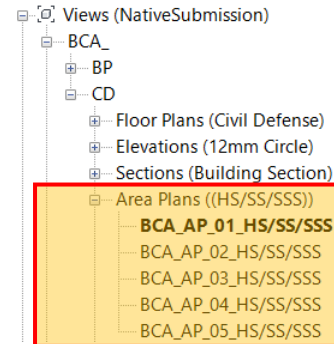 Views (NativeSubmission)
BCA_
BP
CD
Floor Plans (Civil Defense)
Elevations (12mm Circle)
Sections (Building Section)
Area Plans ((HS/SS/SSS))
BCA_AP_01_HS/SS/SSS
BCA_AP_02_HS/SS/SSS
BCA_AP_03_HS/SS/SSS
BCA_AP_04_HS/SS/SSS
BCA_AP_05_HS/SS/SSS